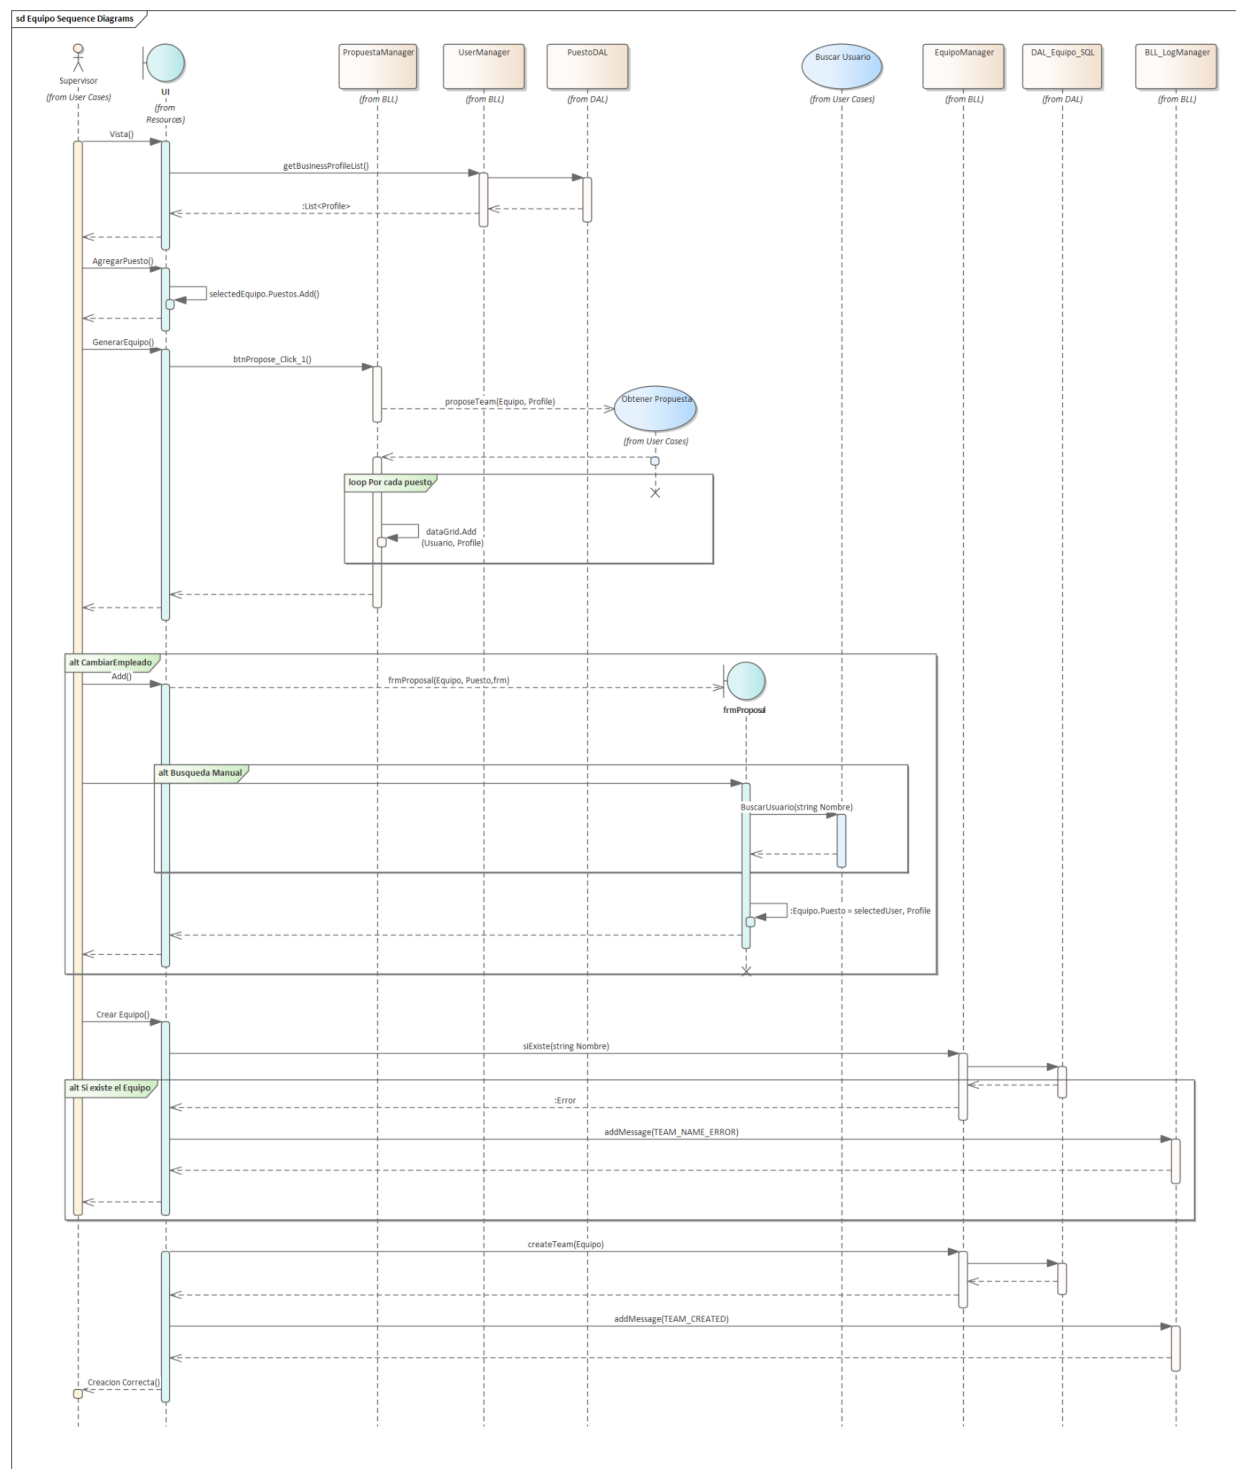 sd Equipo Sequence Diagrams
Supervisor
(from User Cases)
UI
(from
Resources)
PropuestaManager
(from BLL)
UserManager
(from BLL)
PuestoDAL
(from DAL)
Buscar Usuario
(from User Cases)
EquipoManager
(from BLL)
DAL_Equipo_SQL
(from DAL)
BLL_LogManager
(from BLL)
Vista()
getBusinessProfileList()
:List<Profile>
AgregarPuesto()
selectedEquipo.Puestos.Add()
GenerarEquipo()
btnPropose_Click_1()
proposeTeam(Equipo, Profile)
Obtener Propuesta
(from User Cases)
loop Por cada puesto
dataGrid.Add
(Usuario, Profile)
alt CambiarEmpleado
Add()
frmProposal(Equipo, Puesto,frm)
frmProposal
alt Busqueda Manual
BuscarUsuario(string Nombre)
:Equipo.Puesto = selectedUser, Profile
Crear Equipo()
siExiste(string Nombre)
alt Si existe el Equipo
:Error
addMessage(TEAM_NAME_ERROR)
createTeam(Equipo)
addMessage(TEAM_CREATED)
Creacion Correcta()